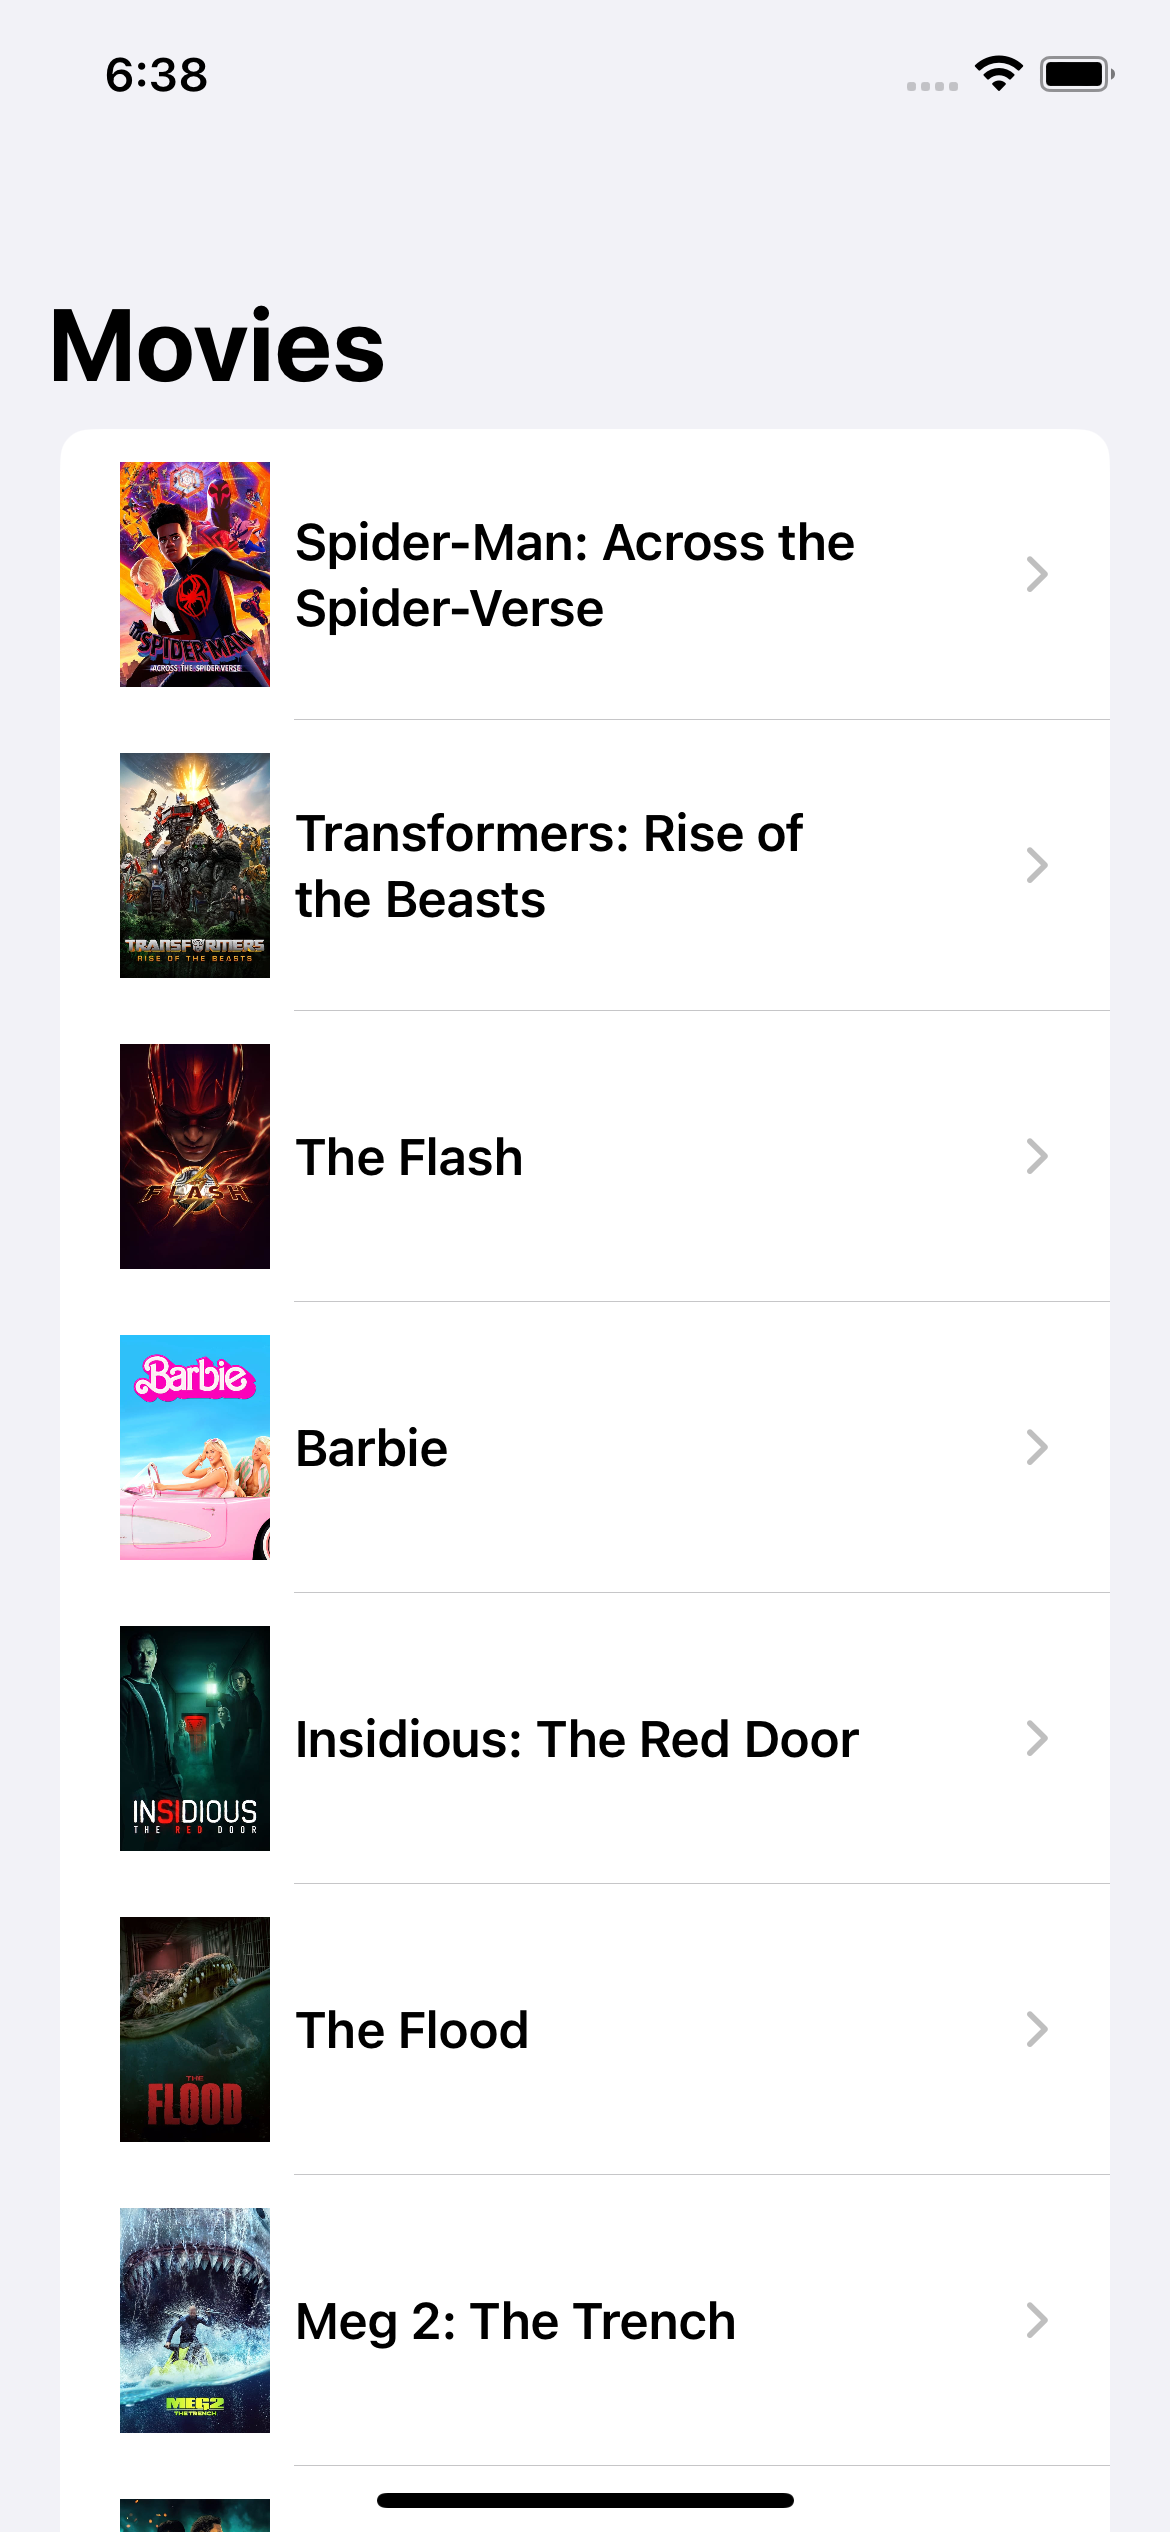 6:38
Movies
SPIDER-MAN
ACROSS THE SPIDER-VERSE
Spider-Man: Across the
Spider-Verse
TRANSFORMERS
RISE OF THE BEASTS
Transformers: Rise of
the Beasts
FLASH
The Flash
Barbie
Barbie
INSIDIOUS
THE RED DOOR
Insidious: The Red Door
THE
FLOOD
The Flood
MEG2
THE TRENCH
Meg 2: The Trench